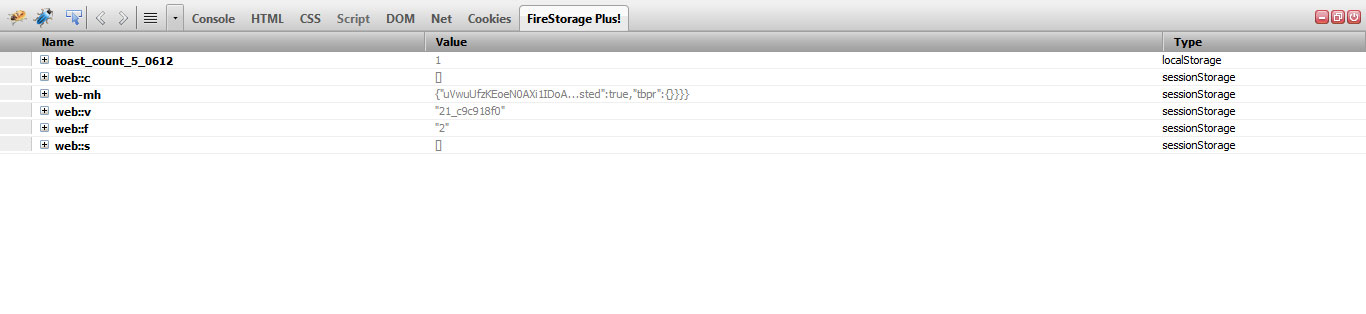 Console HTML CSS Script DOM Net Cookies FireStorage Plus!
Name Value Type
toast_count_5_0612 1 localStorage
web::c [] sessionStorage
web-mh {"uVwuUfzKEoeN0AXi1IDoA...sted":true,"tbpr":{}}}} sessionStorage
web::v "21_c9c918f0" sessionStorage
web::f "2" sessionStorage
web::s [] sessionStorage